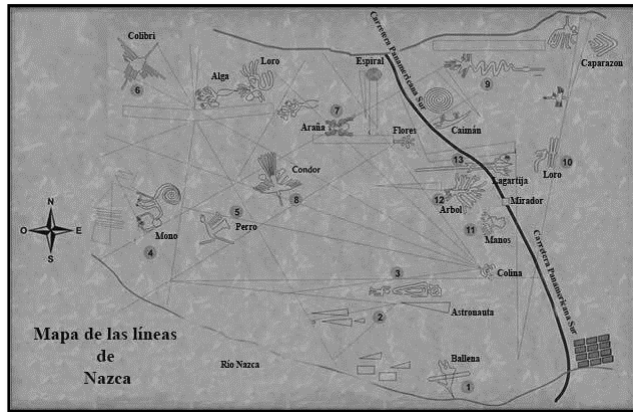 Colibrí
6
Alga
Loro
Espiral
Carretera Panamericana Sur
Caparazon
9
7
Araña
Flores
Caimán
Condor
13
Lagartija
10
Loro
8
12
Arbol
Mirador
11
Manos
N
O
E
S
Mono
4
5
Perro
Colina
3
Carretera Panamericana Sur
2
Astronauta
Mapa de las líneas
de
Nazca
Río Nazca
Ballena
1